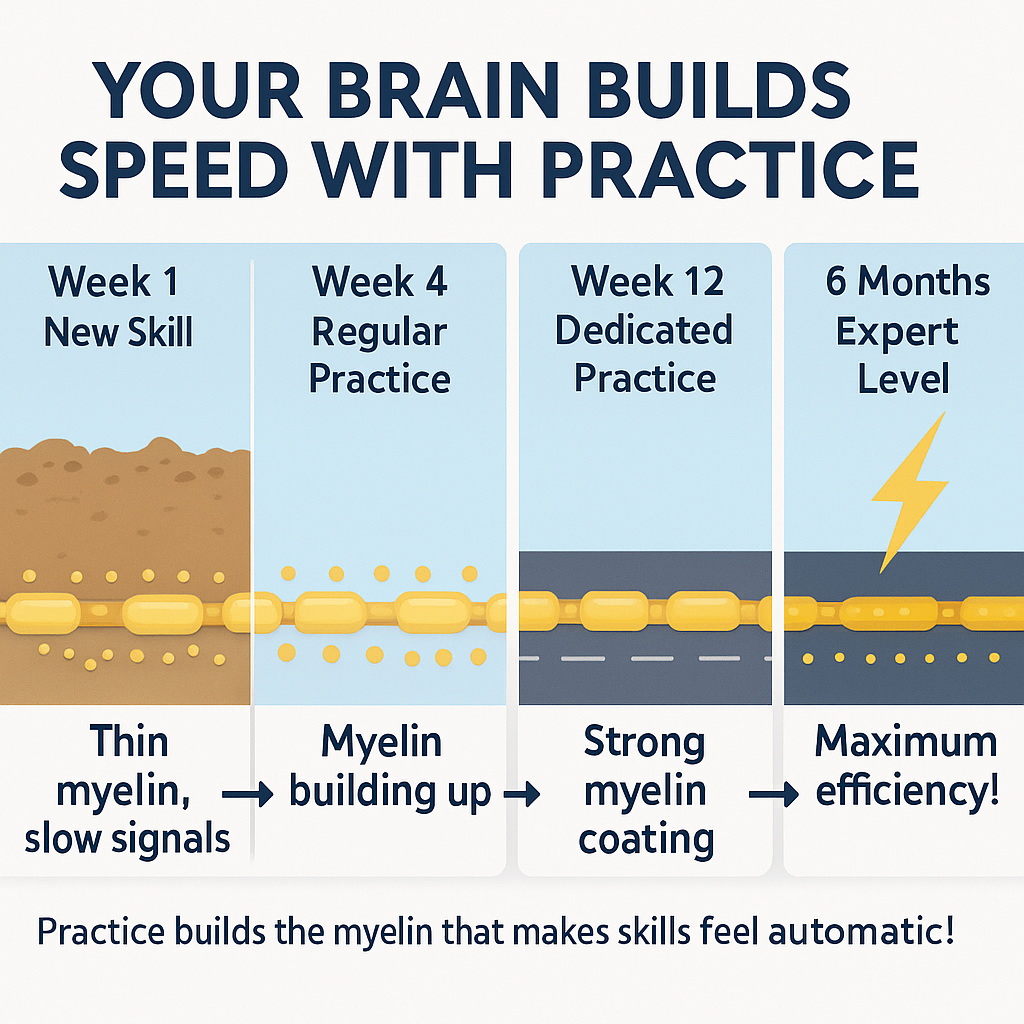 YOUR BRAIN BUILDS
SPEED WITH PRACTICE
Week 1
New Skill
Week 4
Regular
Practice
Week 12
Dedicated
Practice
6 Months
Expert
Level
Thin
myelin,
slow signals
Myelin
building up
Strong
myelin
coating
Maximum
efficiency!
Practice builds the myelin that makes skills feel automatic!